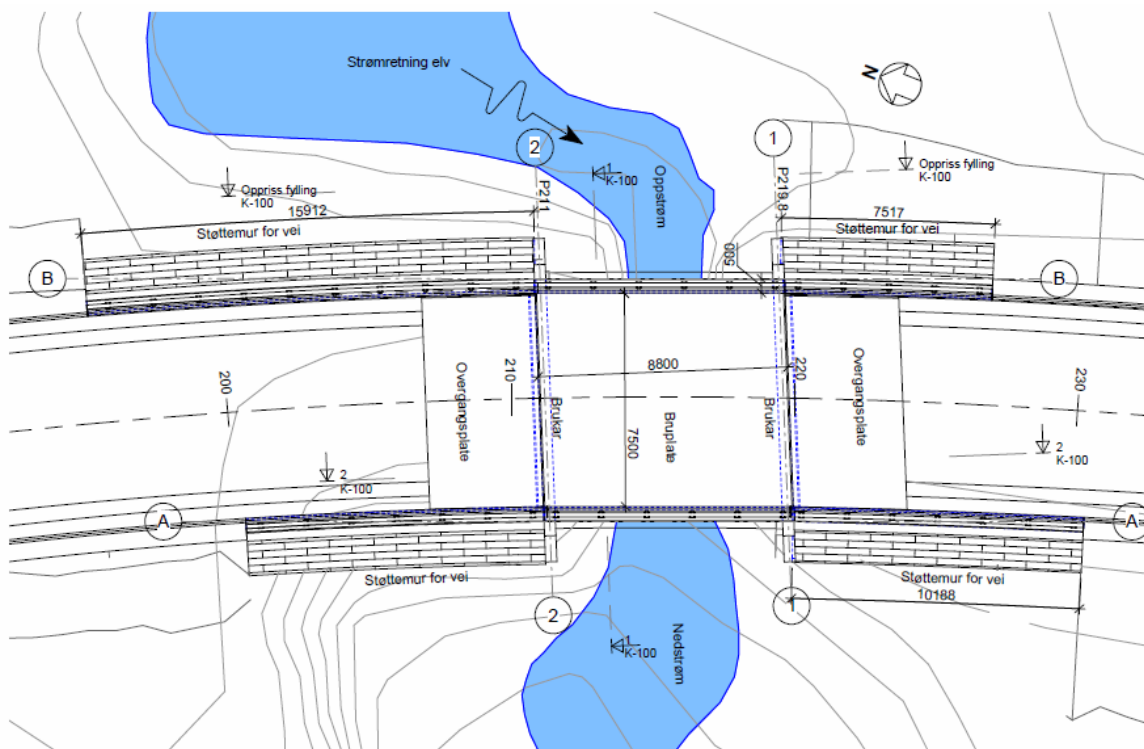 Strømretning elv
N
2
1
1
K-100
Oppstrøm
P211
P219,8
Oppriss fylling
K-100
Oppriss fylling
K-100
15912
7517
Støttemur for vei
Støttemur for vei
500
B
B
200
210
220
230
8800
7500
Overgangsplate
Brukar
Bruplate
Brukar
Overgangsplate
2
K-100
2
K-100
A
A
Støttemur for vei
Støttemur for vei
10188
2
1
1
K-100
Nedstrøm